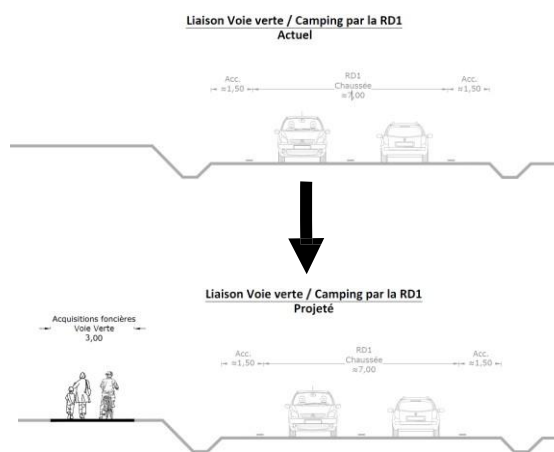 Liaison Voie verte / Camping par la RD1
Actuel
Acc.
≈1,50
RD1
Chaussée
≈7,00
Acc.
≈1,50
Liaison Voie verte / Camping par la RD1
Projeté
Acquisitions foncières
Voie Verte
3,00
Acc.
≈1,50
RD1
Chaussée
≈7,00
Acc.
≈1,50